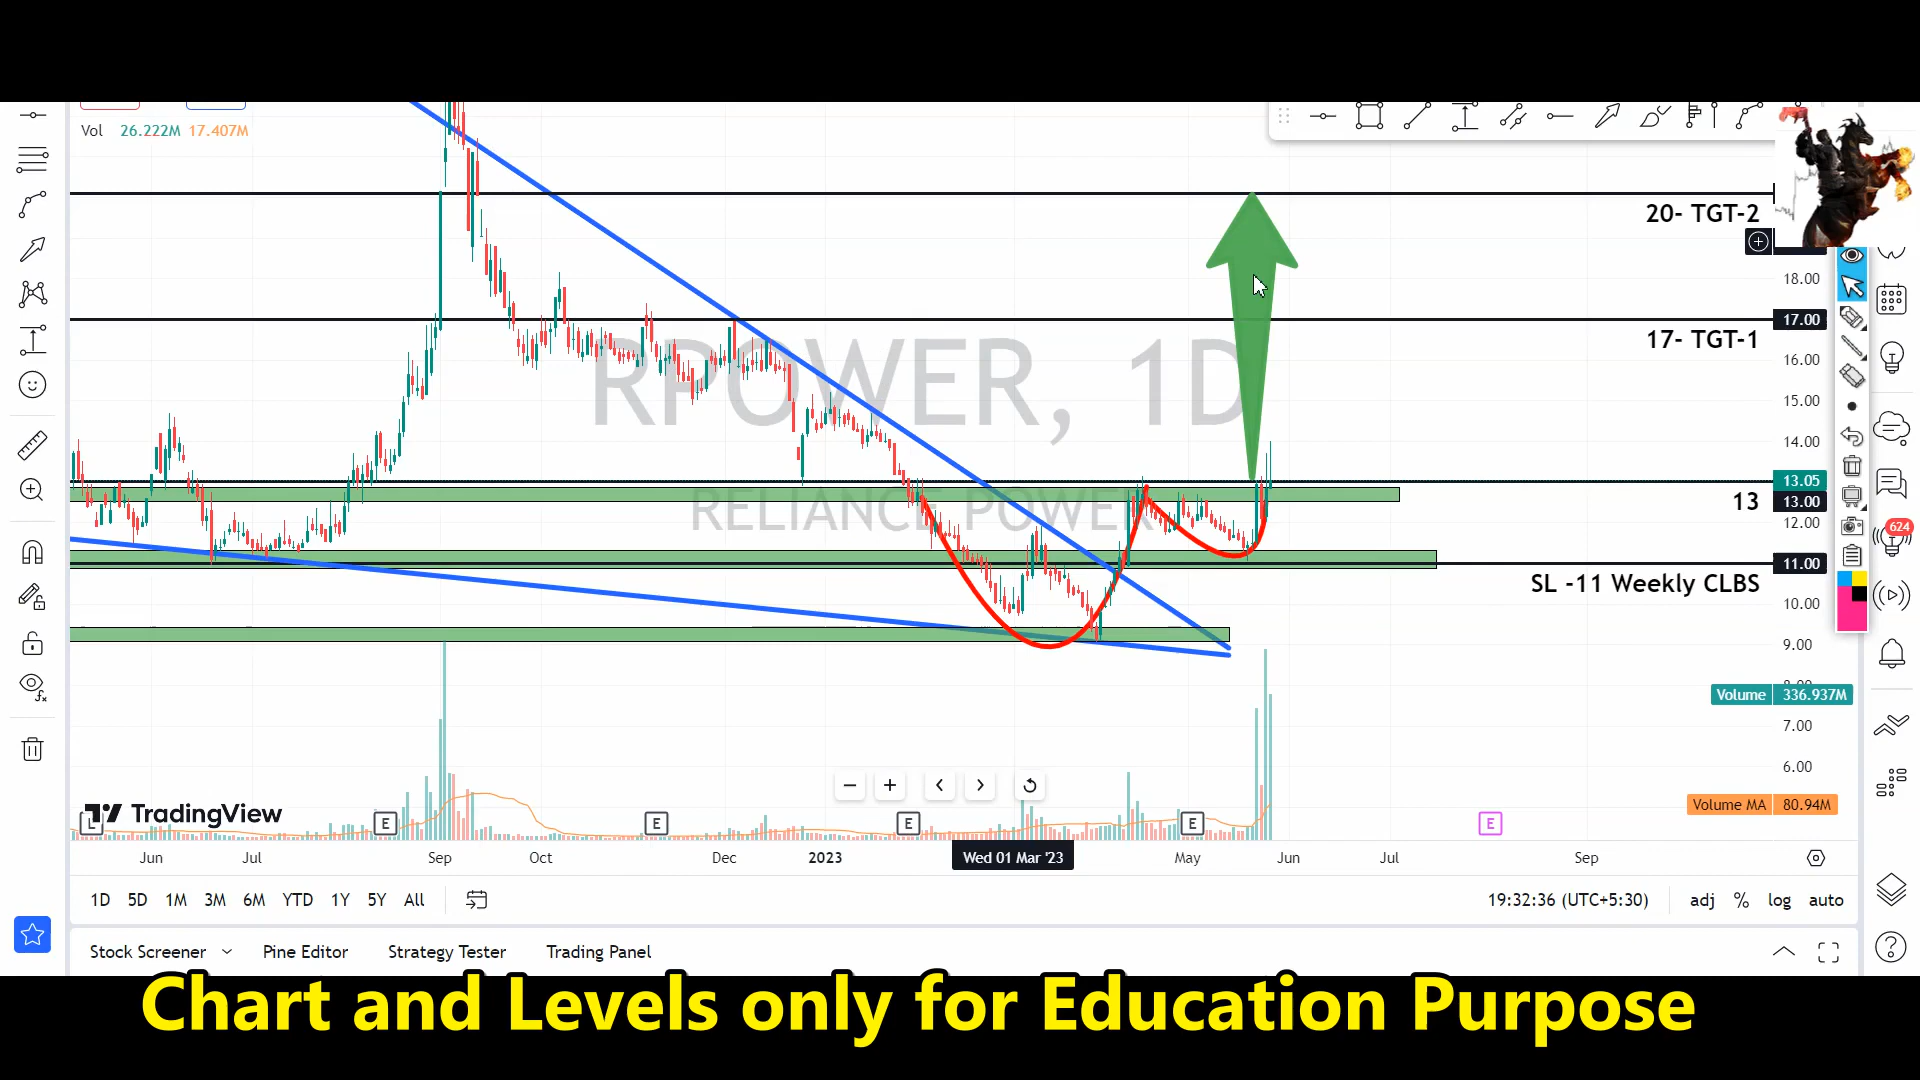 Vol 26.222M 17.407M
20- TGT-2
18.00
17.00
17- TGT-1
16.00
RPOWER, 1D
15.00
14.00
13.05
13.00
13
RELIANCE POWER
12.00
624
11.00
SL -11 Weekly CLBS
10.00
9.00
Volume 336.937M
7.00
6.00
Volume MA 80.94M
TradingView
L E E E E E
Jun Jul Sep Oct Dec 2023 Wed 01 Mar '23 May Jun Jul Sep
1D 5D 1M 3M 6M YTD 1Y 5Y All 19:32:36 (UTC+5:30) adj % log auto
Stock Screener Pine Editor Strategy Tester Trading Panel
Chart and Levels only for Education Purpose